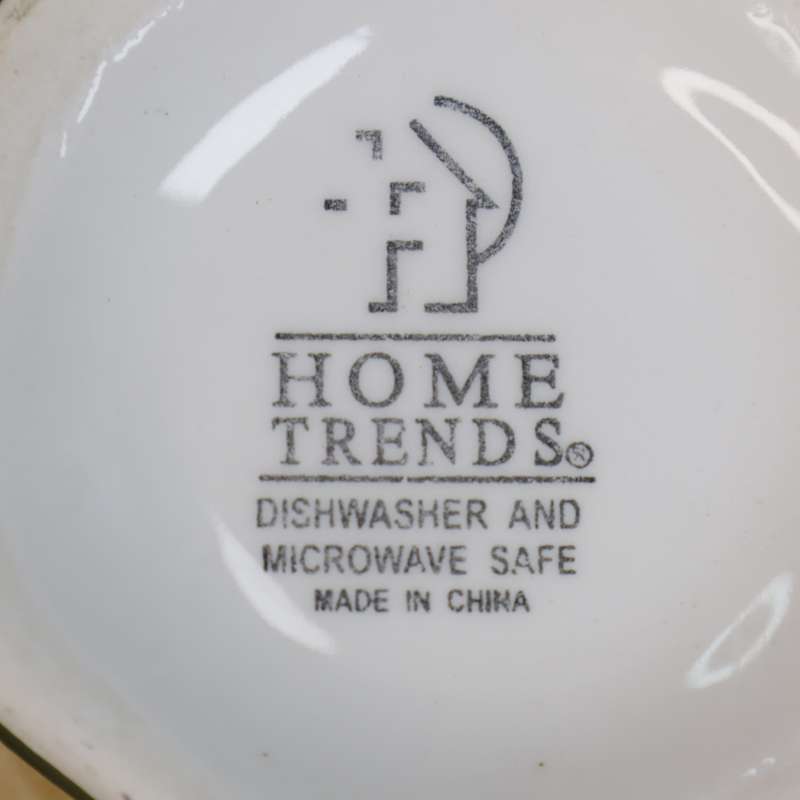 HOME
TRENDS®
DISHWASHER AND
MICROWAVE SAFE
MADE IN CHINA